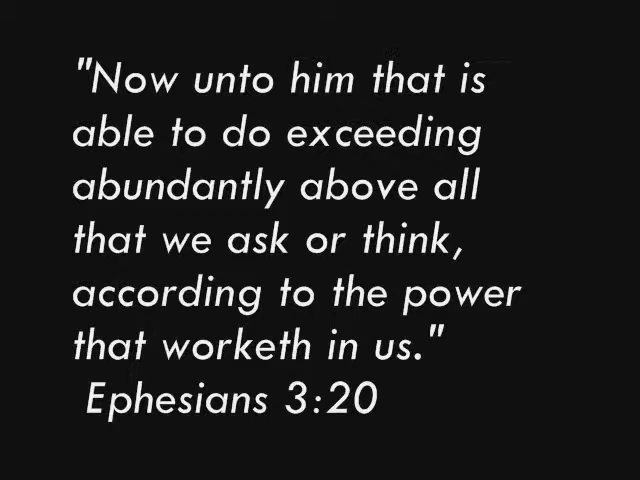 "Now unto him that is
able to do exceeding
abundantly above all
that we ask or think,
according to the power
that worketh in us."
Ephesians 3:20